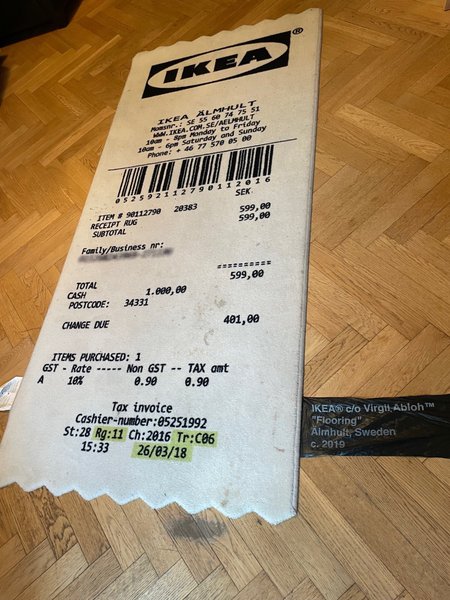 IKEA®
IKEA ÄLMHULT
Momsnr.: SE 55 60 74 75 51
WWW.IKEA.COM.SE/AELMHULT
10am - 8pm Monday to Friday
10am - 6pm Saturday and Sunday
Phone: + 46 77 570 05 00
052592112790112016
SEK.
ITEM # 90112790 20383 599,00
RECEIPT RUG 599,00
SUBTOTAL
Family/Business nr:
==========
599,00
TOTAL
CASH 1.000,00
POSTCODE: 34331
CHANGE DUE 401,00
ITEMS PURCHASED: 1
GST - Rate ----- Non GST -- TAX amt
A 10% 0.90 0.90
Tax invoice
Cashier-number:05251992
St:28 Rg:11 Ch:2016 Tr:C06
15:33 26/03/18
IKEA® c/o Virgil Abloh™
"Flooring"
Älmhult, Sweden
c. 2019